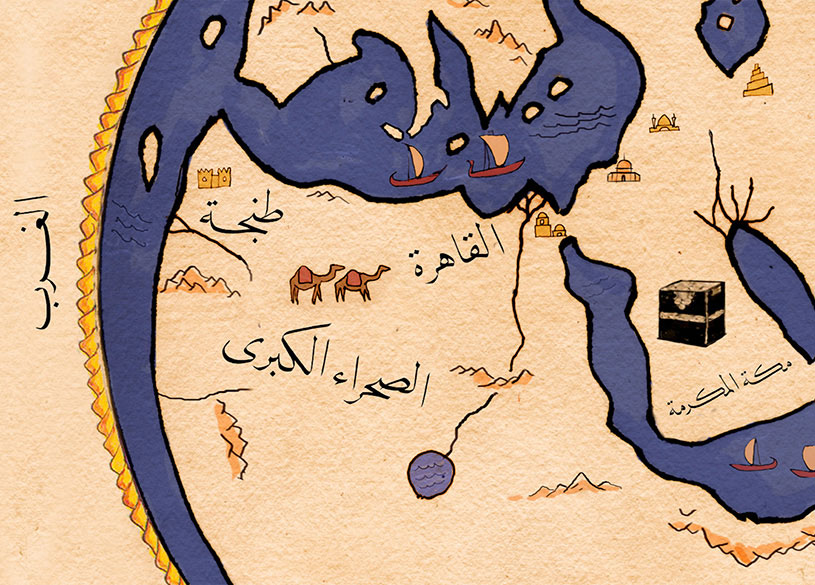 الغرب
طنجة
القاهرة
الصحراء الكبرى
مكة المكرمة